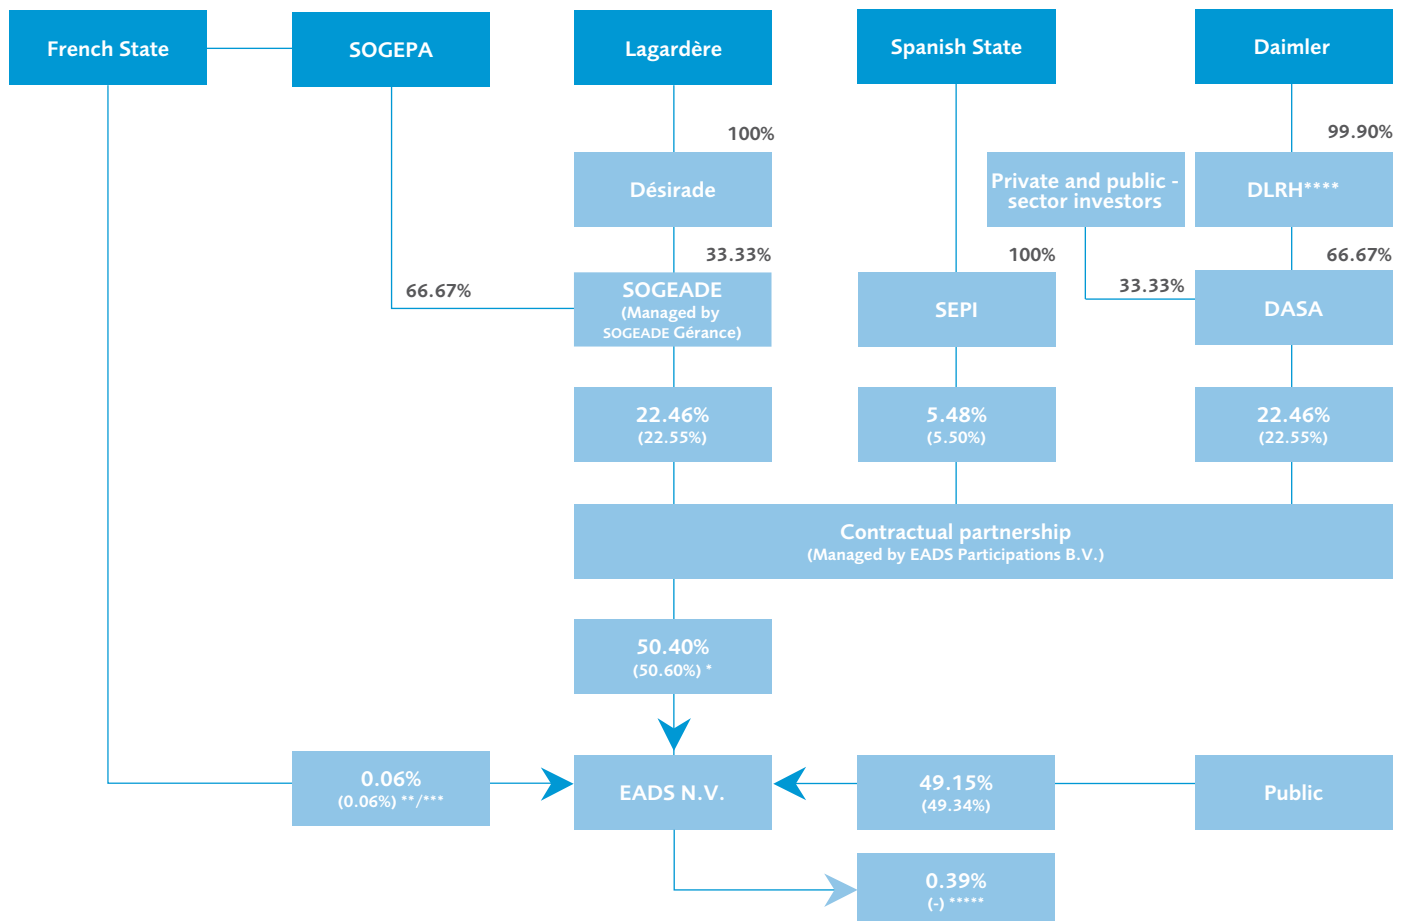 French State
SOGEPA
Lagardère
Spanish State
Daimler
100%
99.90%
Désirade
Private and public -
sector investors
DLRH****
33.33%
100%
66.67%
66.67%
SOGEADE
(Managed by
SOGEADE Gérance)
SEPI
33.33%
DASA
22.46%
(22.55%)
5.48%
(5.50%)
22.46%
(22.55%)
Contractual partnership
(Managed by EADS Participations B.V.)
50.40%
(50.60%) *
0.06%
(0.06%) **/***
EADS N.V.
49.15%
(49.34%)
Public
0.39%
(-) *****